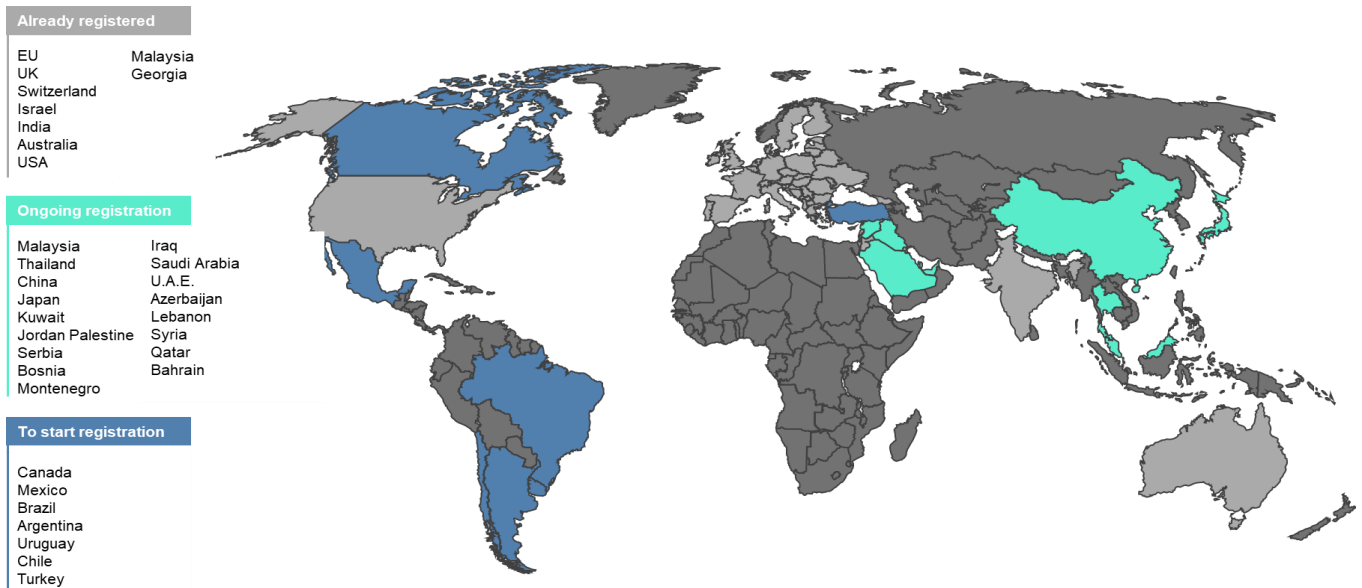 Already registered
EU
UK
Switzerland
Israel
India
Australia
USA
Malaysia
Georgia
Ongoing registration
Malaysia
Thailand
China
Japan
Kuwait
Jordan Palestine
Serbia
Bosnia
Montenegro
Iraq
Saudi Arabia
U.A.E.
Azerbaijan
Lebanon
Syria
Qatar
Bahrain
To start registration
Canada
Mexico
Brazil
Argentina
Uruguay
Chile
Turkey